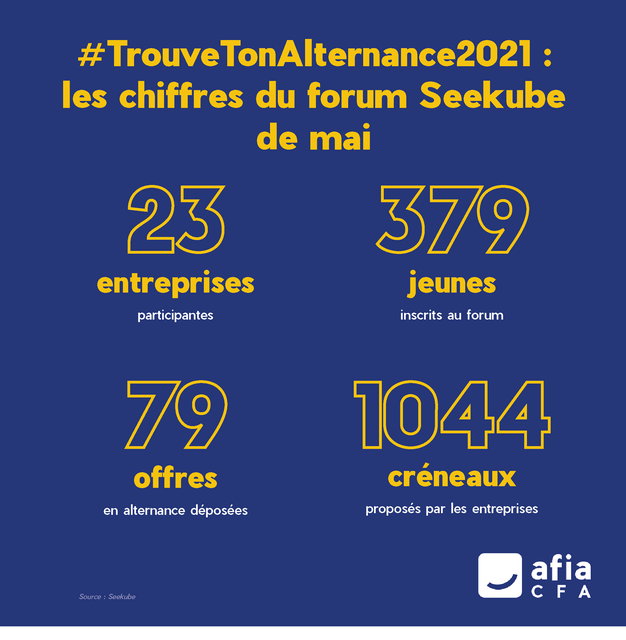 #TrouveTonAlternance2021 :
les chiffres du forum Seekube
de mai
23
entreprises
participantes
379
jeunes
inscrits au forum
79
offres
en alternance déposées
1044
créneaux
proposés par les entreprises
afia
CFA
Source : Seekube